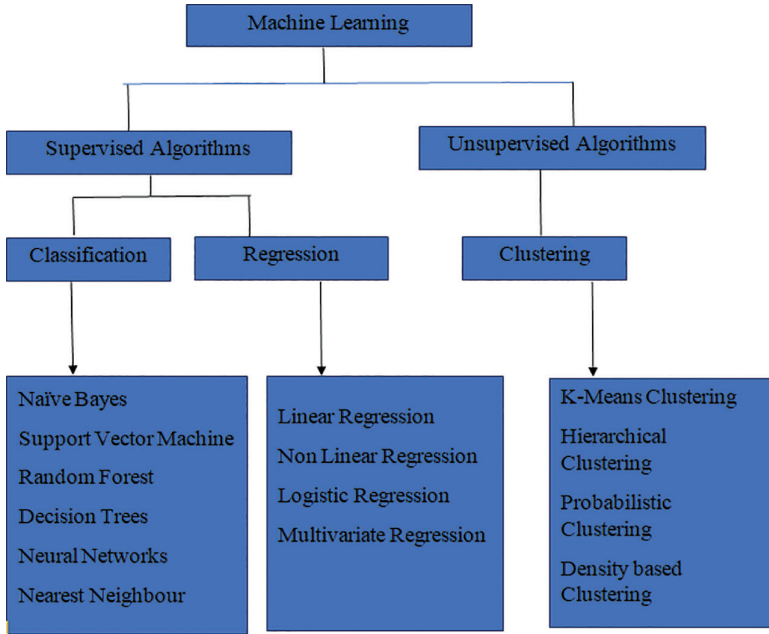 Machine Learning
Supervised Algorithms
Unsupervised Algorithms
Classification
Regression
Clustering
Naïve Bayes
Support Vector Machine
Random Forest
Decision Trees
Neural Networks
Nearest Neighbour
Linear Regression
Non Linear Regression
Logistic Regression
Multivariate Regression
K-Means Clustering
Hierarchical
Clustering
Probabilistic
Clustering
Density based
Clustering